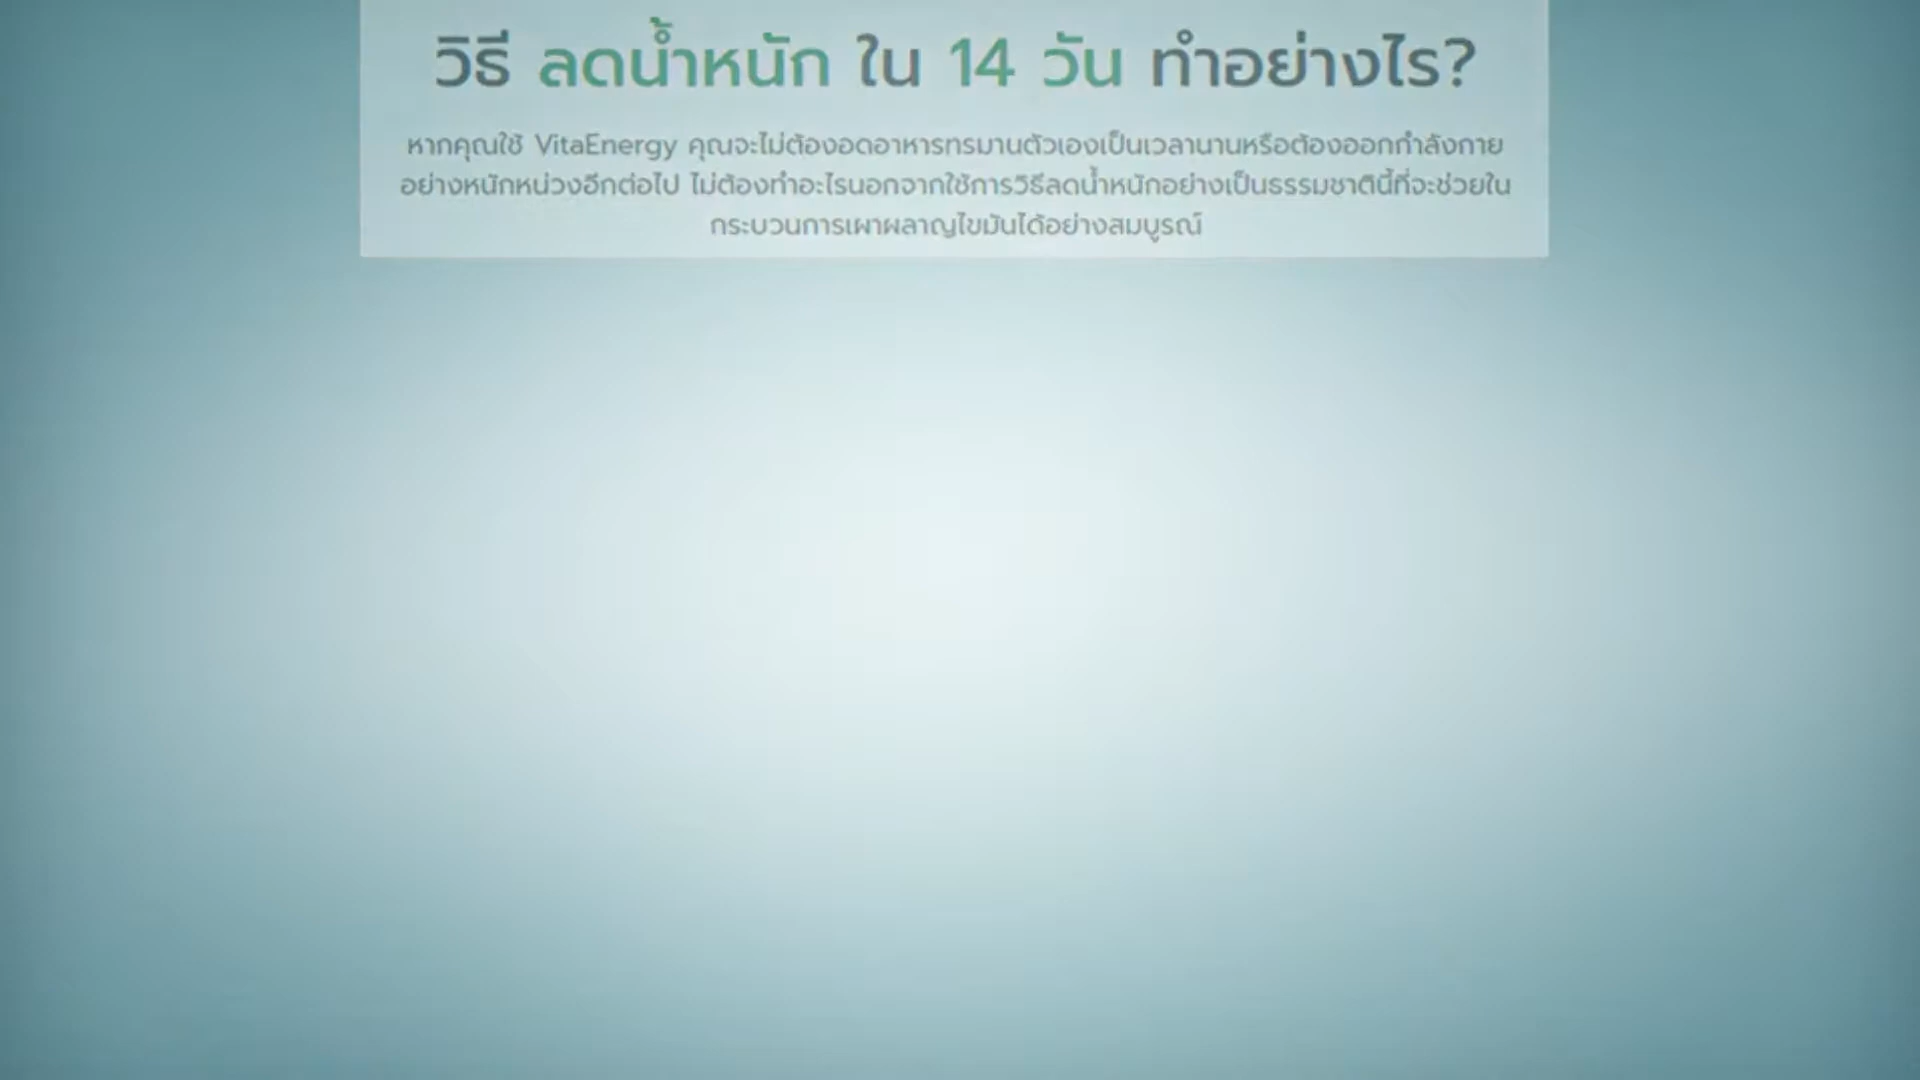 วิธี ลดน้ำหนัก ใน 14 วัน ทำอย่างไร?
หากคุณใช้ VitaEnergy คุณจะไม่ต้องอดอาหารทรมานตัวเองเป็นเวลานานหรือต้องออกกำลังกาย
อย่างหนักหน่วงอีกต่อไป ไม่ต้องทำอะไรนอกจากใช้การวิธีลดน้ำหนักอย่างเป็นธรรมชาตินี้ที่จะช่วยใน
กระบวนการเผาผลาญไขมันได้อย่างสมบูรณ์